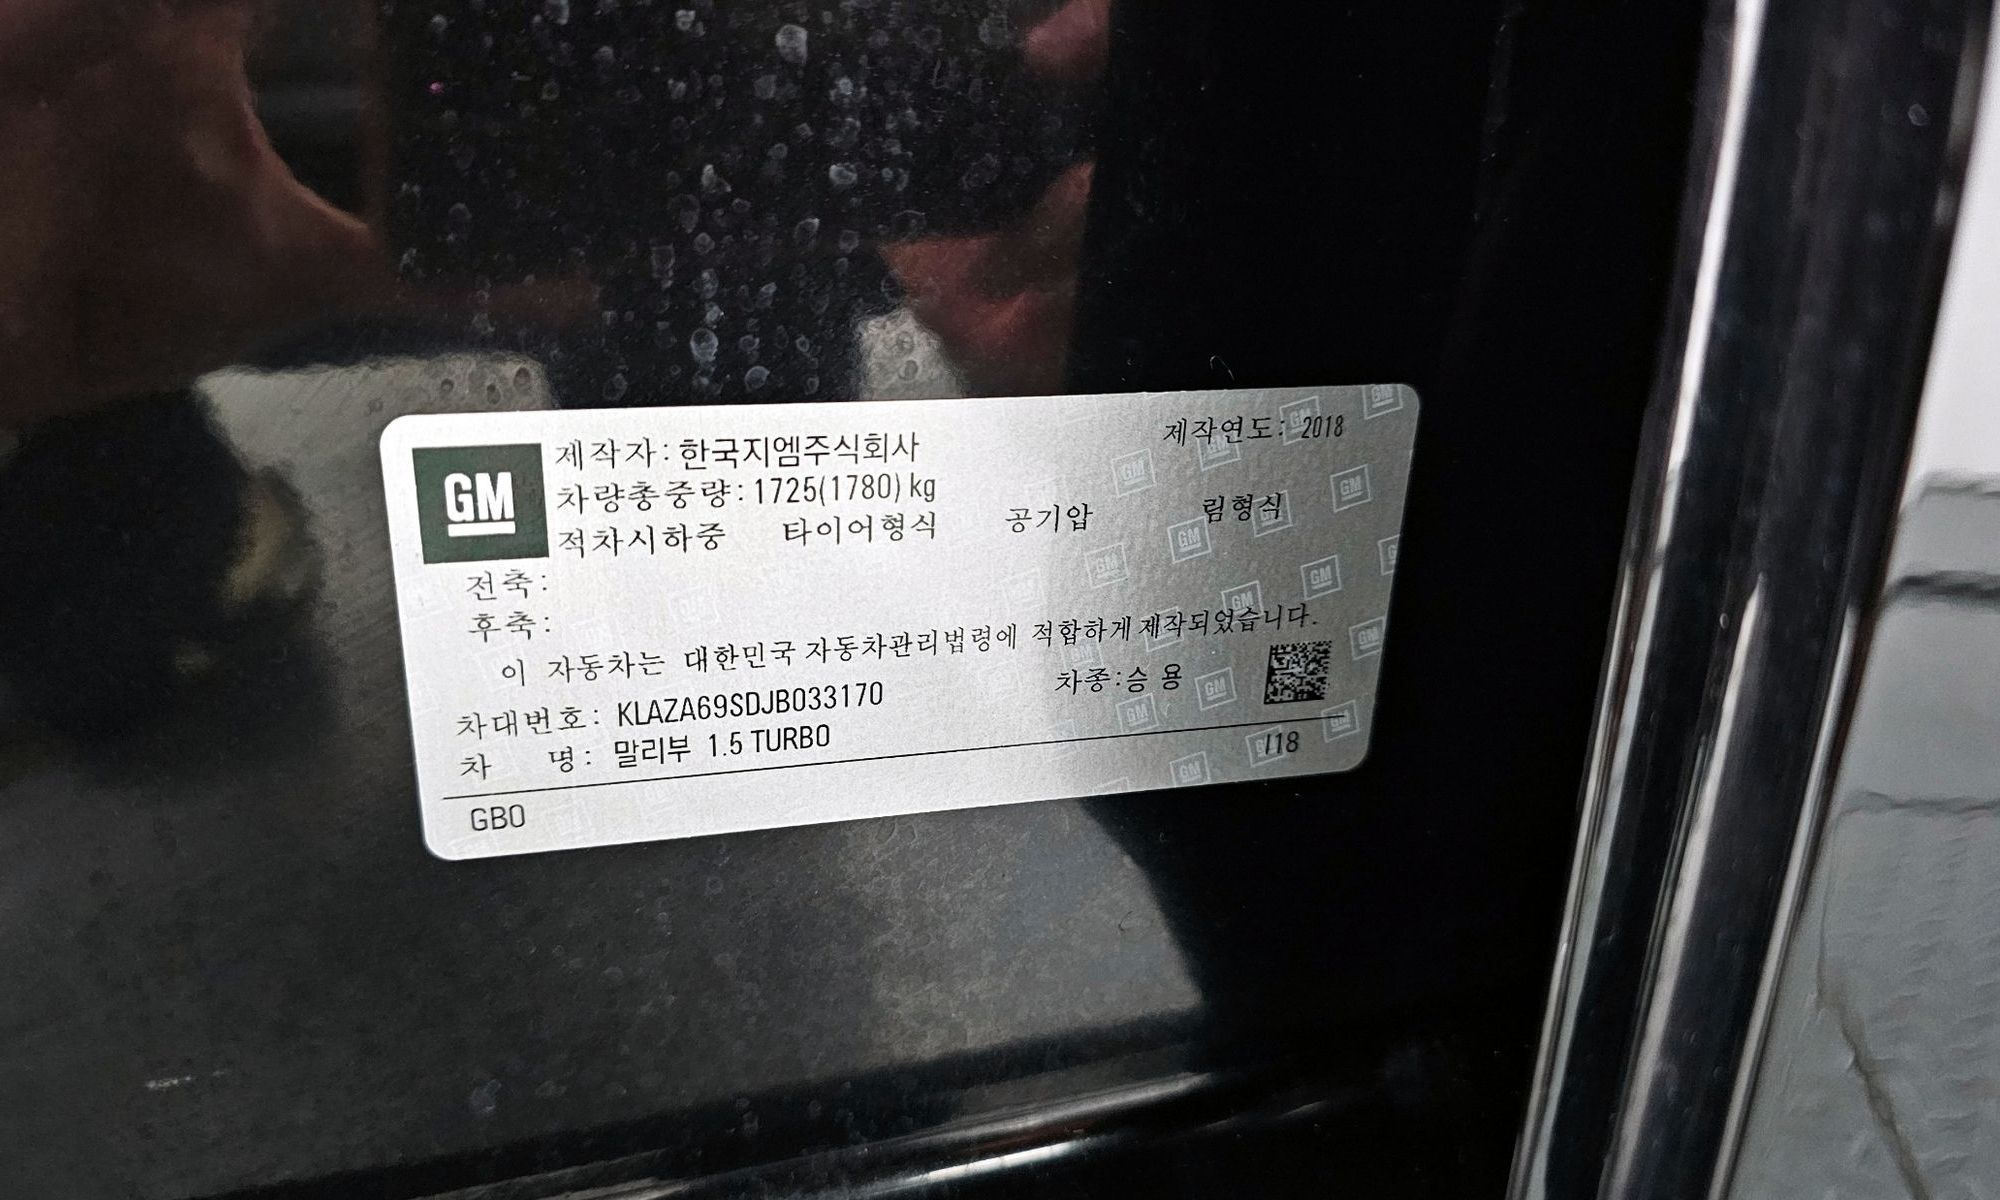 GM
제작자: 한국지엠주식회사 제작연도: 2018
차량총중량: 1725(1780) kg
적차시하중 타이어형식 공기압 림형식
전축:
후축:
이 자동차는 대한민국 자동차관리법령에 적합하게 제작되었습니다.
차대번호: KLAZA69SDJB033170 차종:승 용
차 명: 말리부 1.5 TURBO
GBO I18